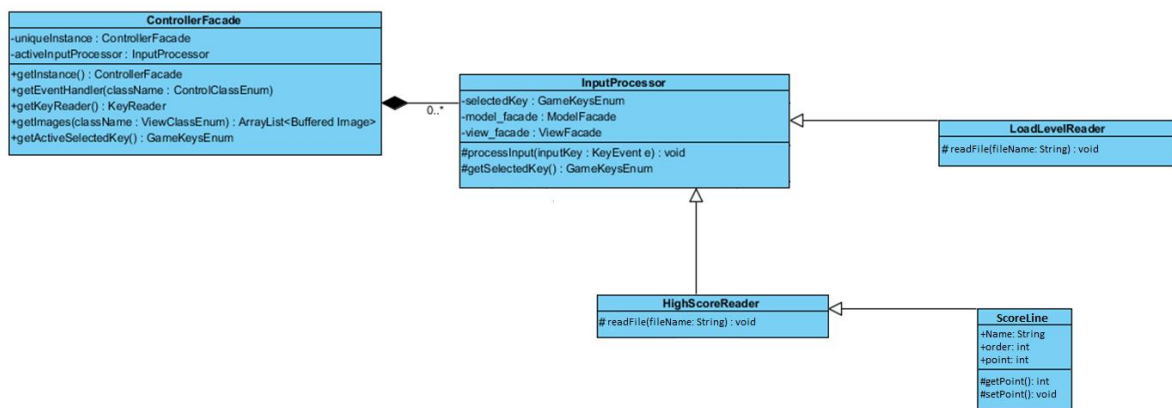 ControllerFacade
-uniqueInstance : ControllerFacade
-activeInputProcessor : InputProcessor
+getInstance() : ControllerFacade
+getEventHandler(className : ControlClassEnum)
+getKeyReader() : KeyReader
+getImages(className : ViewClassEnum) : ArrayList<Buffered Image>
+getActiveSelectedKey() : GameKeysEnum
0..*
InputProcessor
-selectedKey : GameKeysEnum
-model_facade : ModelFacade
-view_facade : ViewFacade
#processInput(inputKey : KeyEvent e) : void
#getSelectedKey() : GameKeysEnum
LoadLevelReader
# readFile(fileName: String) : void
HighScoreReader
# readFile(fileName: String) : void
ScoreLine
+Name: String
+order: int
+point: int
#getPoint(): int
#setPoint(): void